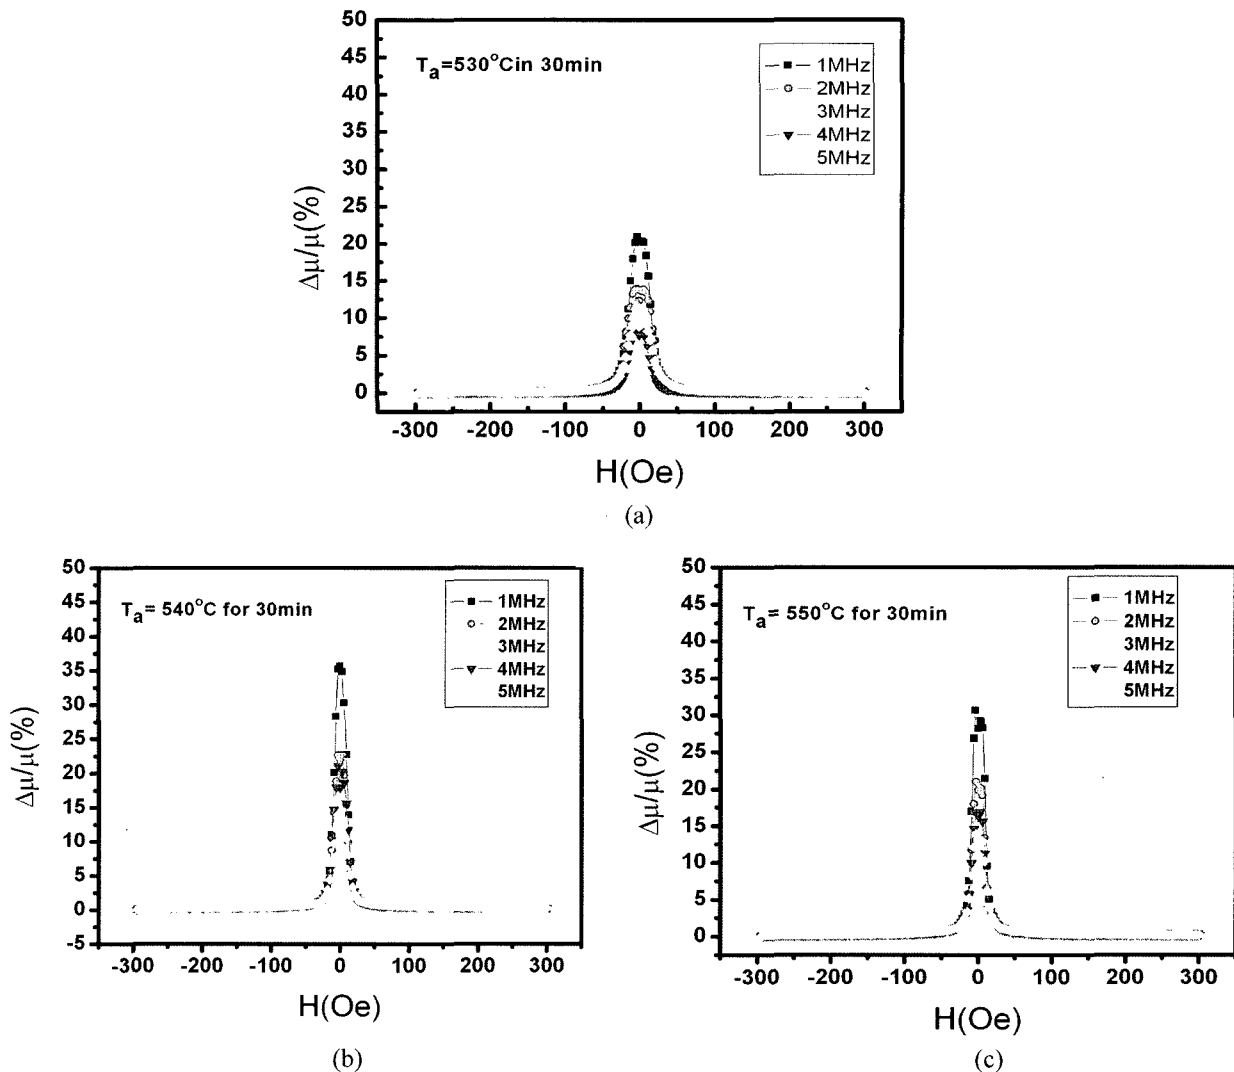 50
45
40
35
30
25
20
15
10
5
0
Δμ/μ(%)
Ta=530°Cin 30min
1MHz
2MHz
3MHz
4MHz
5MHz
-300 -200 -100 0 100 200 300
H(Oe)
(a)
50
45
40
35
30
25
20
15
10
5
0
-5
Δμ/μ(%)
Ta= 540°C for 30min
1MHz
2MHz
3MHz
4MHz
5MHz
-300 -200 -100 0 100 200 300
H(Oe)
(b)
50
45
40
35
30
25
20
15
10
5
0
Δμ/μ(%)
Ta= 550°C for 30min
1MHz
2MHz
3MHz
4MHz
5MHz
-300 -200 -100 0 100 200 300
H(Oe)
(c)